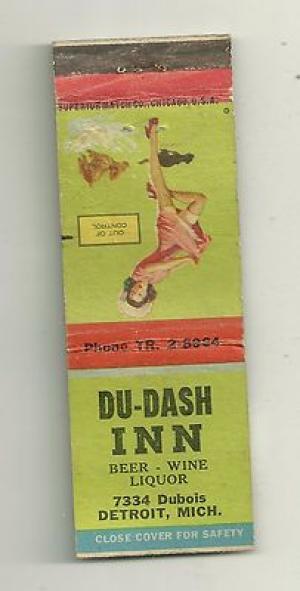 SUPERIOR MATCH CO., CHICAGO, U.S.A.
OUT OF
CONTROL
Phone TR. 2-8964
DU-DASH
INN
BEER - WINE
LIQUOR
7334 Dubois
DETROIT, MICH.
CLOSE COVER FOR SAFETY